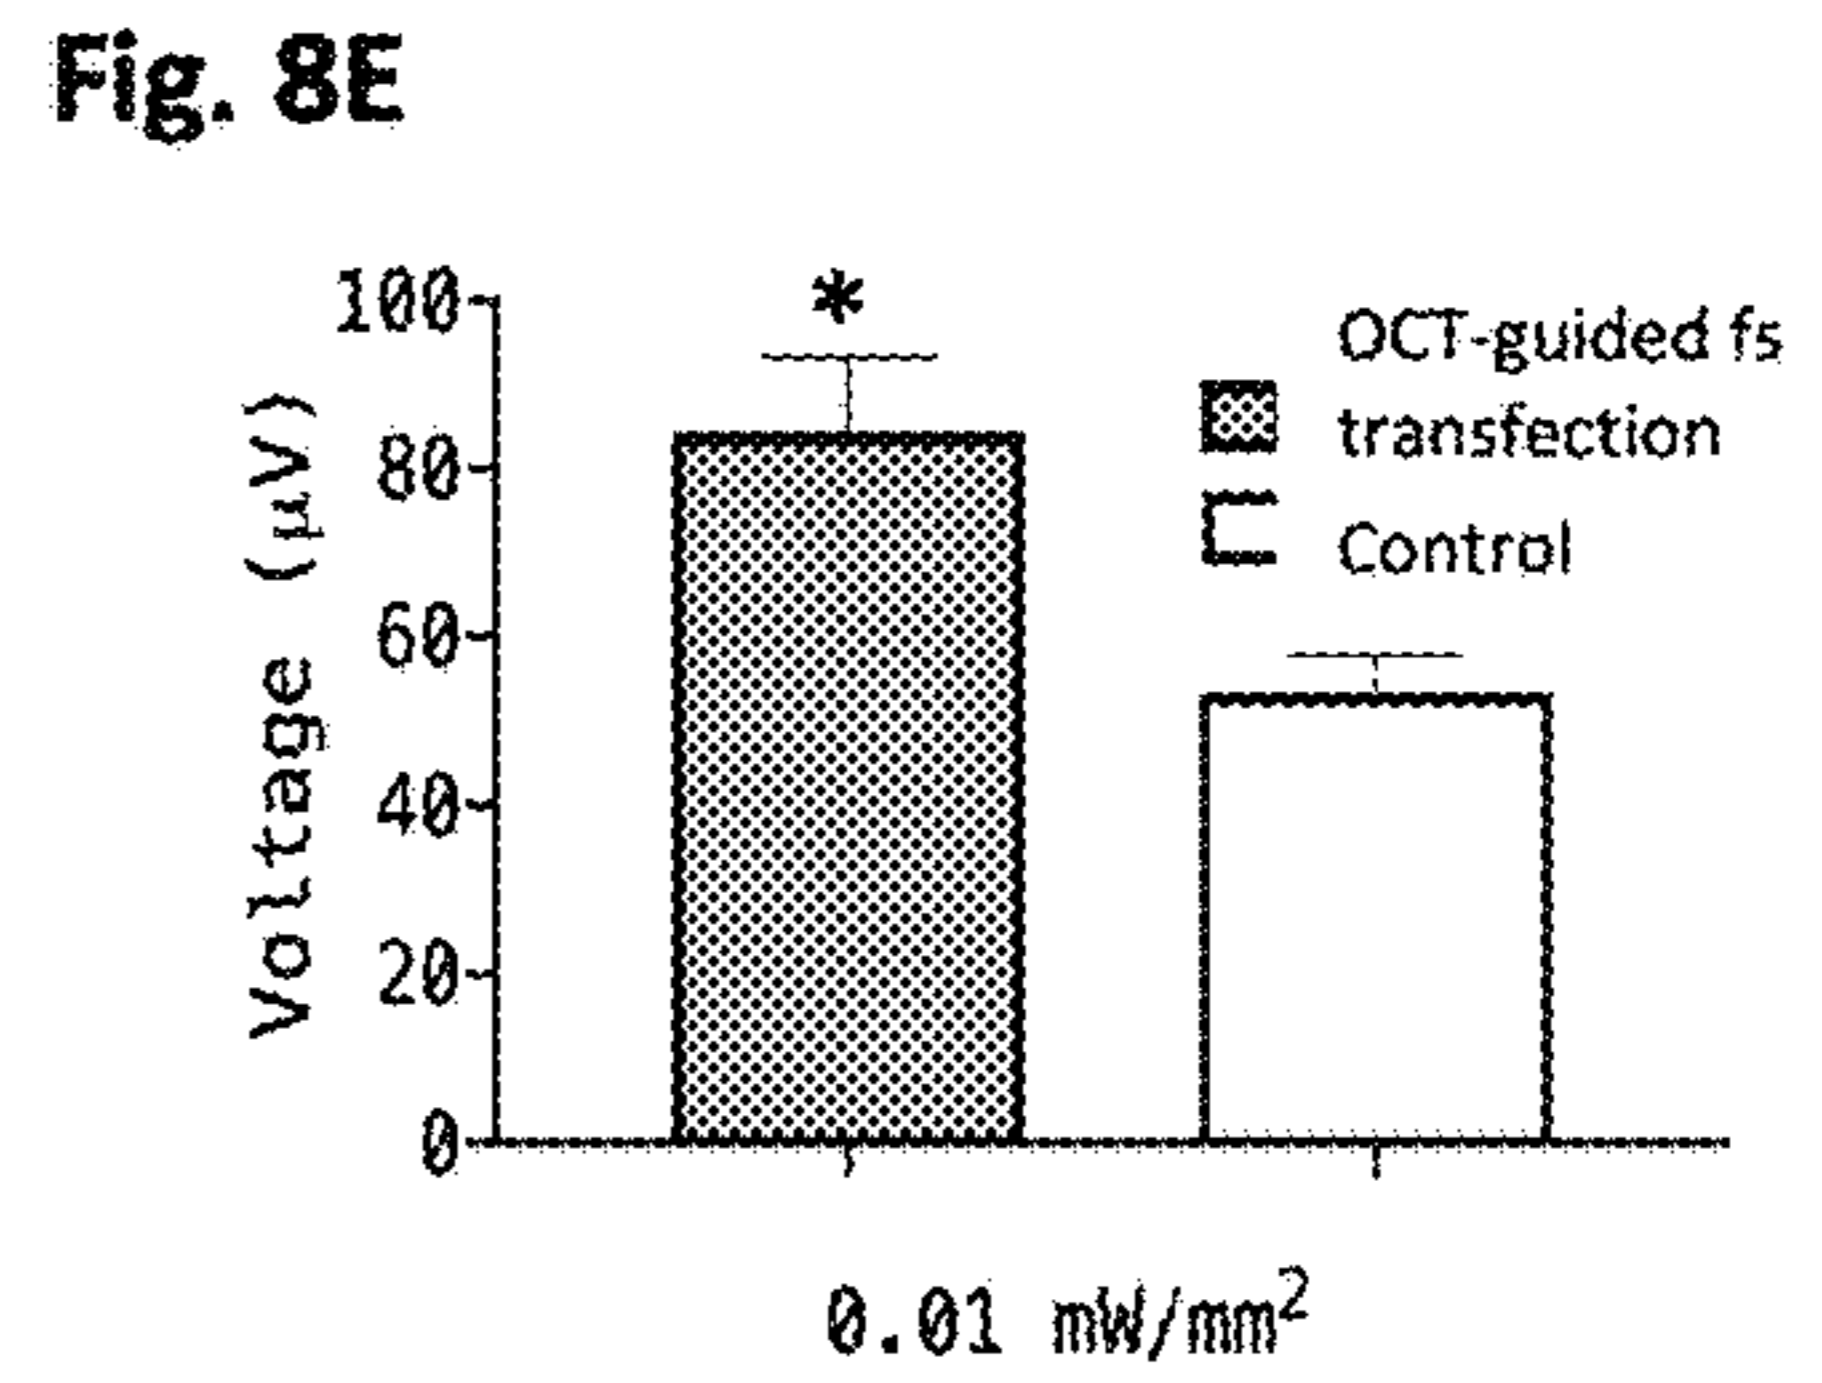 Fig. 8E
*
OCT-guided fs
transfection
Control
Voltage (µV)
100
80
60
40
20
0
0.01 mW/mm²